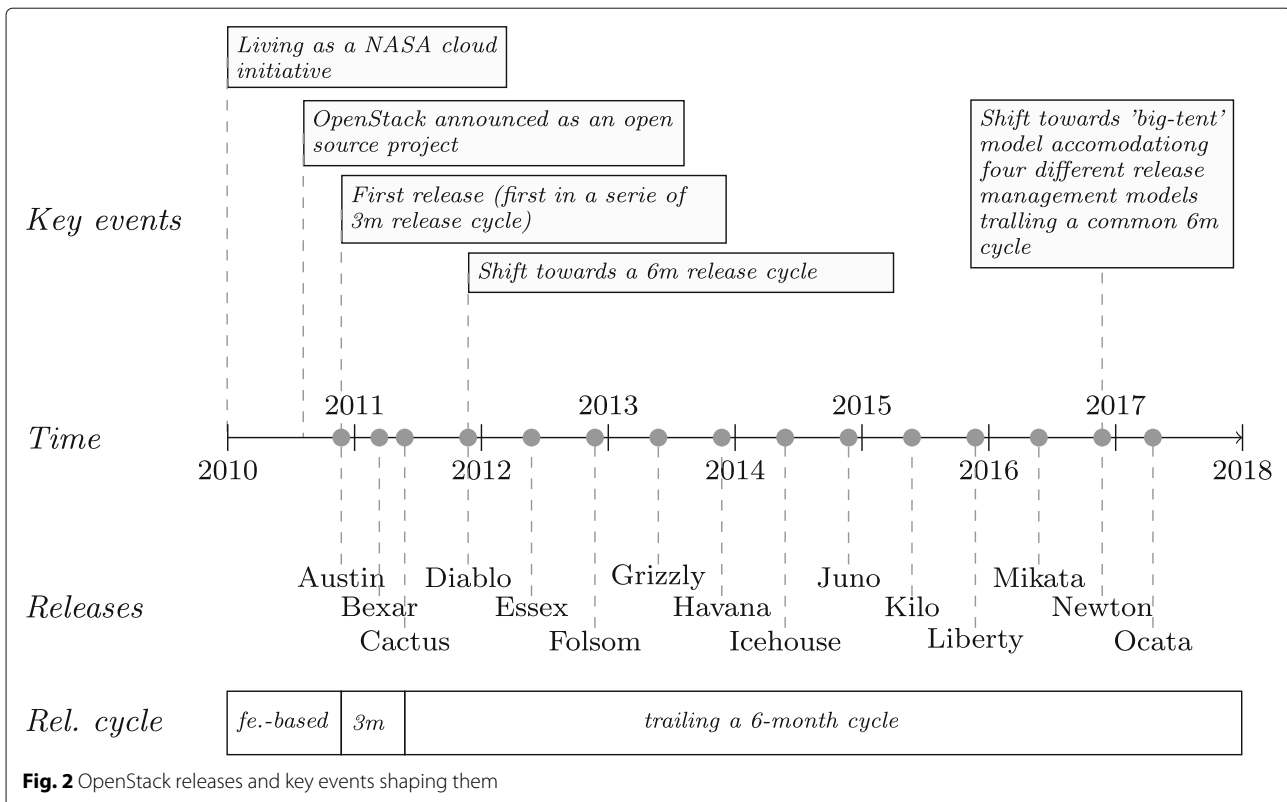 Living as a NASA cloud
initiative
OpenStack announced as an open
source project
First release (first in a serie of
3m release cycle)
Shift towards a 6m release cycle
Shift towards 'big-tent'
model accomodationg
four different release
management models
tralling a common 6m
cycle
Key events
2011 2013 2015 2017
Time
2010 2012 2014 2016 2018
Austin Diablo Grizzly Juno Mikata
Releases
Bexar Essex Havana Kilo Newton
Cactus Folsom Icehouse Liberty Ocata
Rel. cycle fe.-based 3m trailing a 6-month cycle
Fig. 2 OpenStack releases and key events shaping them